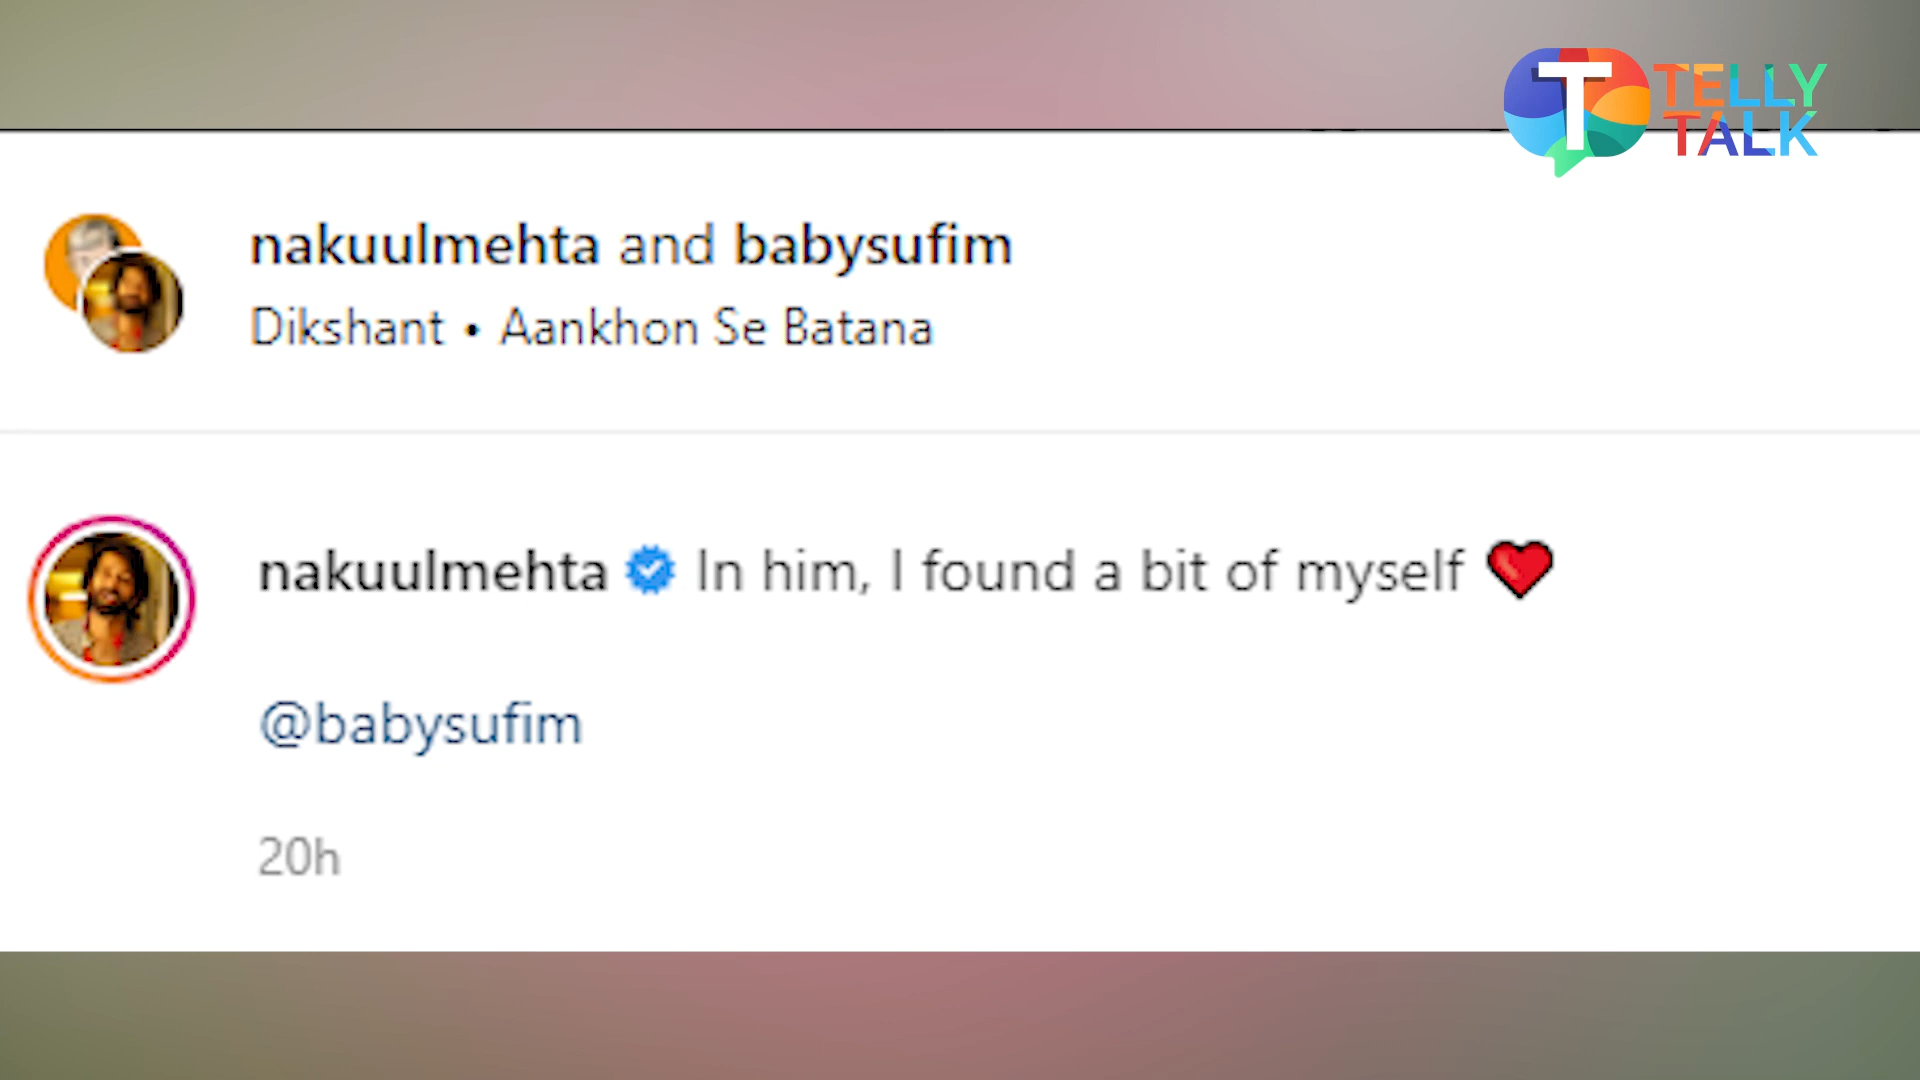 TELLY
TALK
nakuulmehta and babysufim
Dikshant • Aankhon Se Batana
nakuulmehta In him, I found a bit of myself ❤️
@babysufim
20h